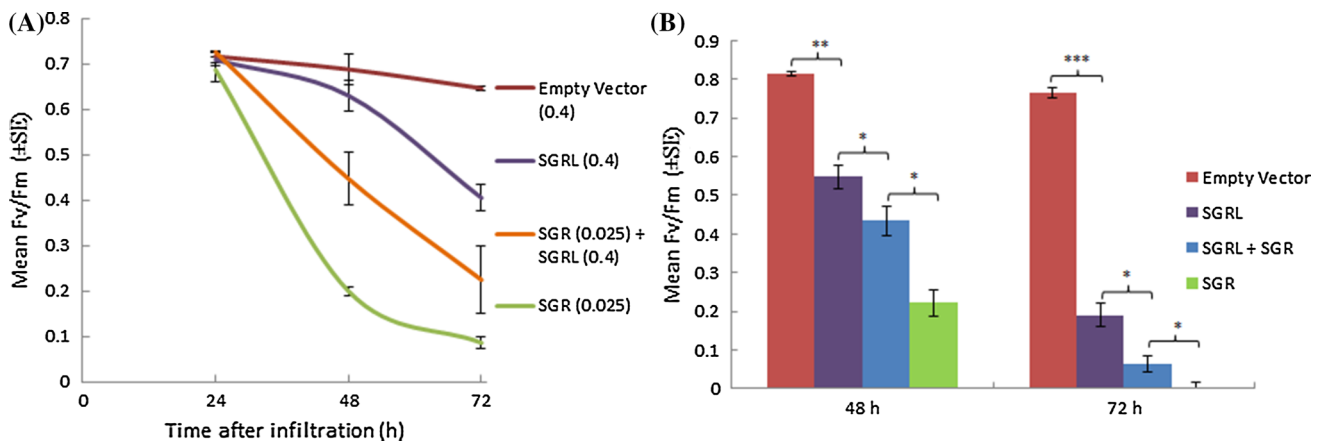 (A)
0.8
0.7
0.6
0.5
0.4
0.3
0.2
0.1
0
Mean Fv/Fm (±SE)
0
24
48
72
Time after infiltration (h)
Empty Vector
(0.4)
SGRL (0.4)
SGR (0.025) +
SGRL (0.4)
SGR (0.025)
(B)
0.9
0.8
0.7
0.6
0.5
0.4
0.3
0.2
0.1
0
Mean Fv/Fm (±SE)
**
*
*
***
*
*
48 h
72 h
Empty Vector
SGRL
SGRL + SGR
SGR